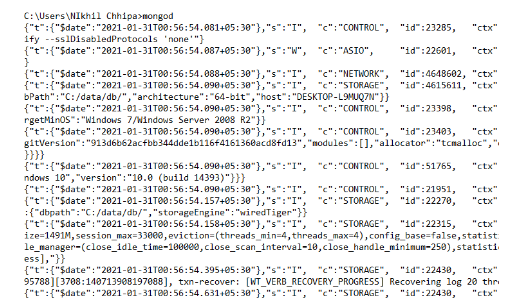 C:\Users\NIkhil Chhipa>mongod
{"t":{"$date":"2021-01-31T00:56:54.081+05:30"},"s":"I",  "c":"CONTROL",  "id":23285,   "ctx"
ify --sslDisabledProtocols 'none'"}
{"t":{"$date":"2021-01-31T00:56:54.087+05:30"},"s":"W",  "c":"ASIO",     "id":22601,   "ctx"
}
{"t":{"$date":"2021-01-31T00:56:54.088+05:30"},"s":"I",  "c":"NETWORK",  "id":4648602, "ctx"
{"t":{"$date":"2021-01-31T00:56:54.090+05:30"},"s":"I",  "c":"STORAGE",  "id":4615611, "ctx"
bPath":"C:/data/db/","architecture":"64-bit","host":"DESKTOP-L9MUQ7N"}}
{"t":{"$date":"2021-01-31T00:56:54.090+05:30"},"s":"I",  "c":"CONTROL",  "id":23398,   "ctx"
rgetMinOS":"Windows 7/Windows Server 2008 R2"}}
{"t":{"$date":"2021-01-31T00:56:54.090+05:30"},"s":"I",  "c":"CONTROL",  "id":23403,   "ctx"
gitVersion":"913d6b62acfbb344dde1b116f4161360acd8fd13","modules":[],"allocator":"tcmalloc","
}}}}
{"t":{"$date":"2021-01-31T00:56:54.090+05:30"},"s":"I",  "c":"CONTROL",  "id":51765,   "ctx"
ndows 10","version":"10.0 (build 14393)"}}}
{"t":{"$date":"2021-01-31T00:56:54.090+05:30"},"s":"I",  "c":"CONTROL",  "id":21951,   "ctx"
{"t":{"$date":"2021-01-31T00:56:54.157+05:30"},"s":"I",  "c":"STORAGE",  "id":22270,   "ctx"
:{"dbpath":"C:/data/db/","storageEngine":"wiredTiger"}}
{"t":{"$date":"2021-01-31T00:56:54.158+05:30"},"s":"I",  "c":"STORAGE",  "id":22315,   "ctx"
ize=1491M,session_max=33000,eviction=(threads_min=4,threads_max=4),config_base=false,statist
le_manager=(close_idle_time=100000,close_scan_interval=10,close_handle_minimum=250),statisti
ess],"}}
{"t":{"$date":"2021-01-31T00:56:54.395+05:30"},"s":"I",  "c":"STORAGE",  "id":22430,   "ctx"
95788][3708:140713908197088], txn-recover: [WT_VERB_RECOVERY_PROGRESS] Recovering log 20 thr
{"t":{"$date":"2021-01-31T00:56:54.631+05:30"},"s":"I",  "c":"STORAGE",  "id":22430,   "ctx"